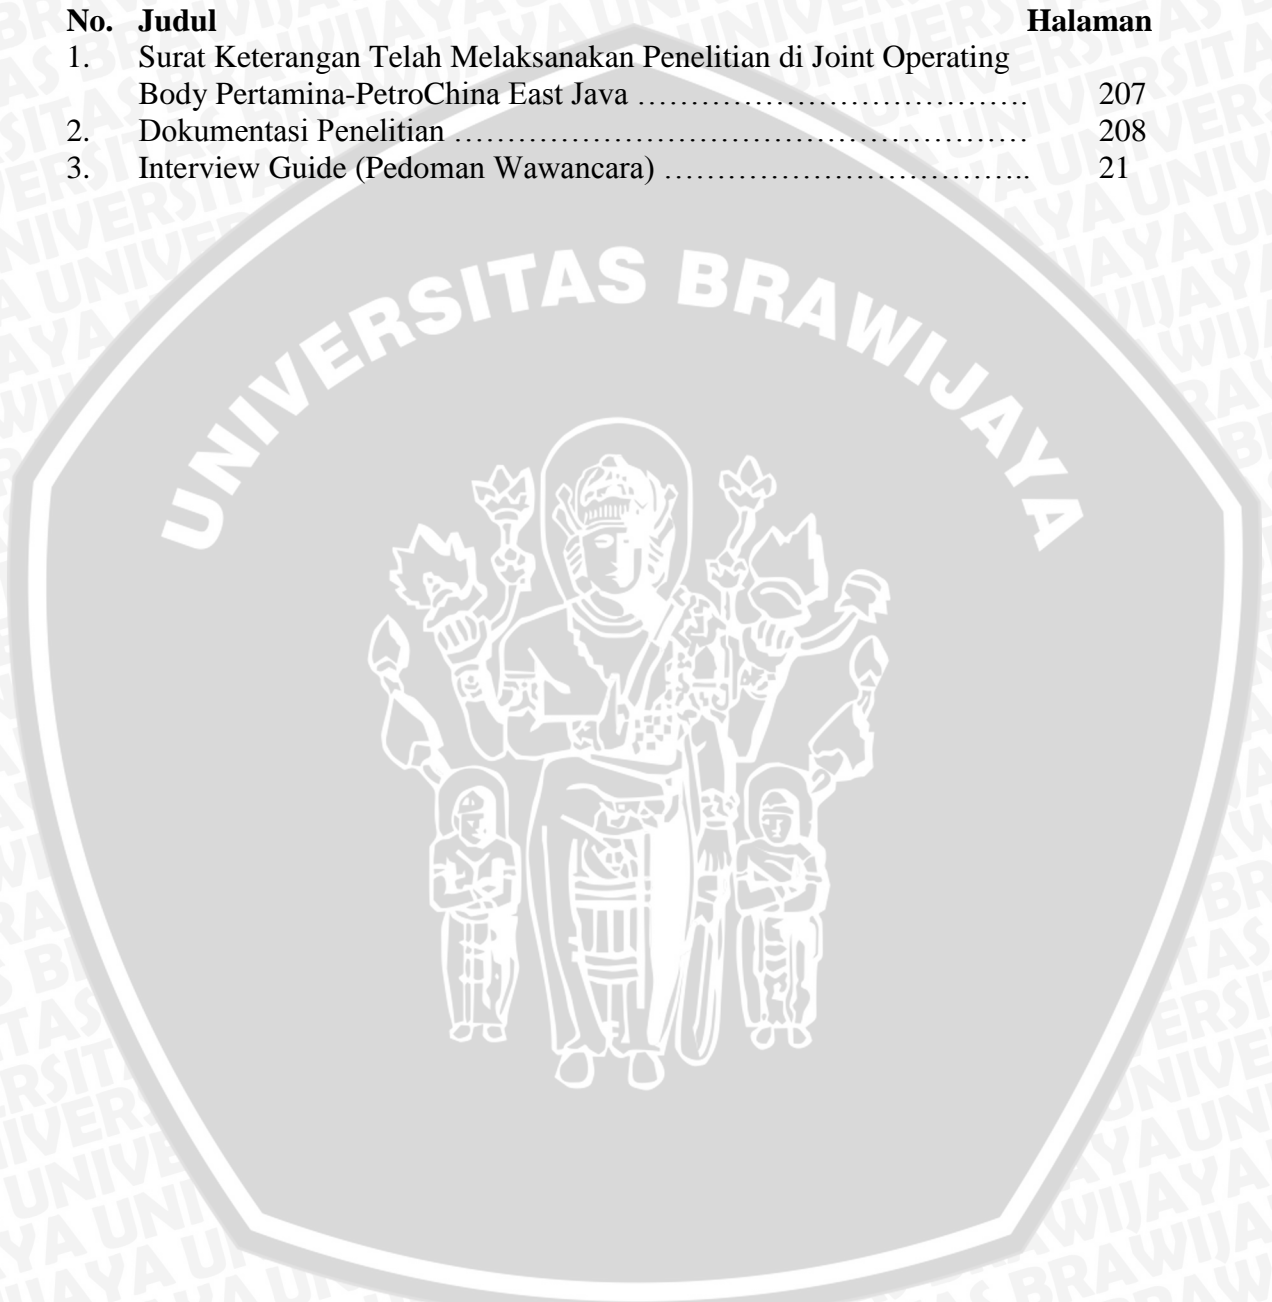 No. Judul Halaman
1. Surat Keterangan Telah Melaksanakan Penelitian di Joint Operating
Body Pertamina-PetroChina East Java ………………………………. 207
2. Dokumentasi Penelitian ……………………………………………… 208
3. Interview Guide (Pedoman Wawancara) …………………………….. 21
UNIVERSITAS BRAWIJAYA